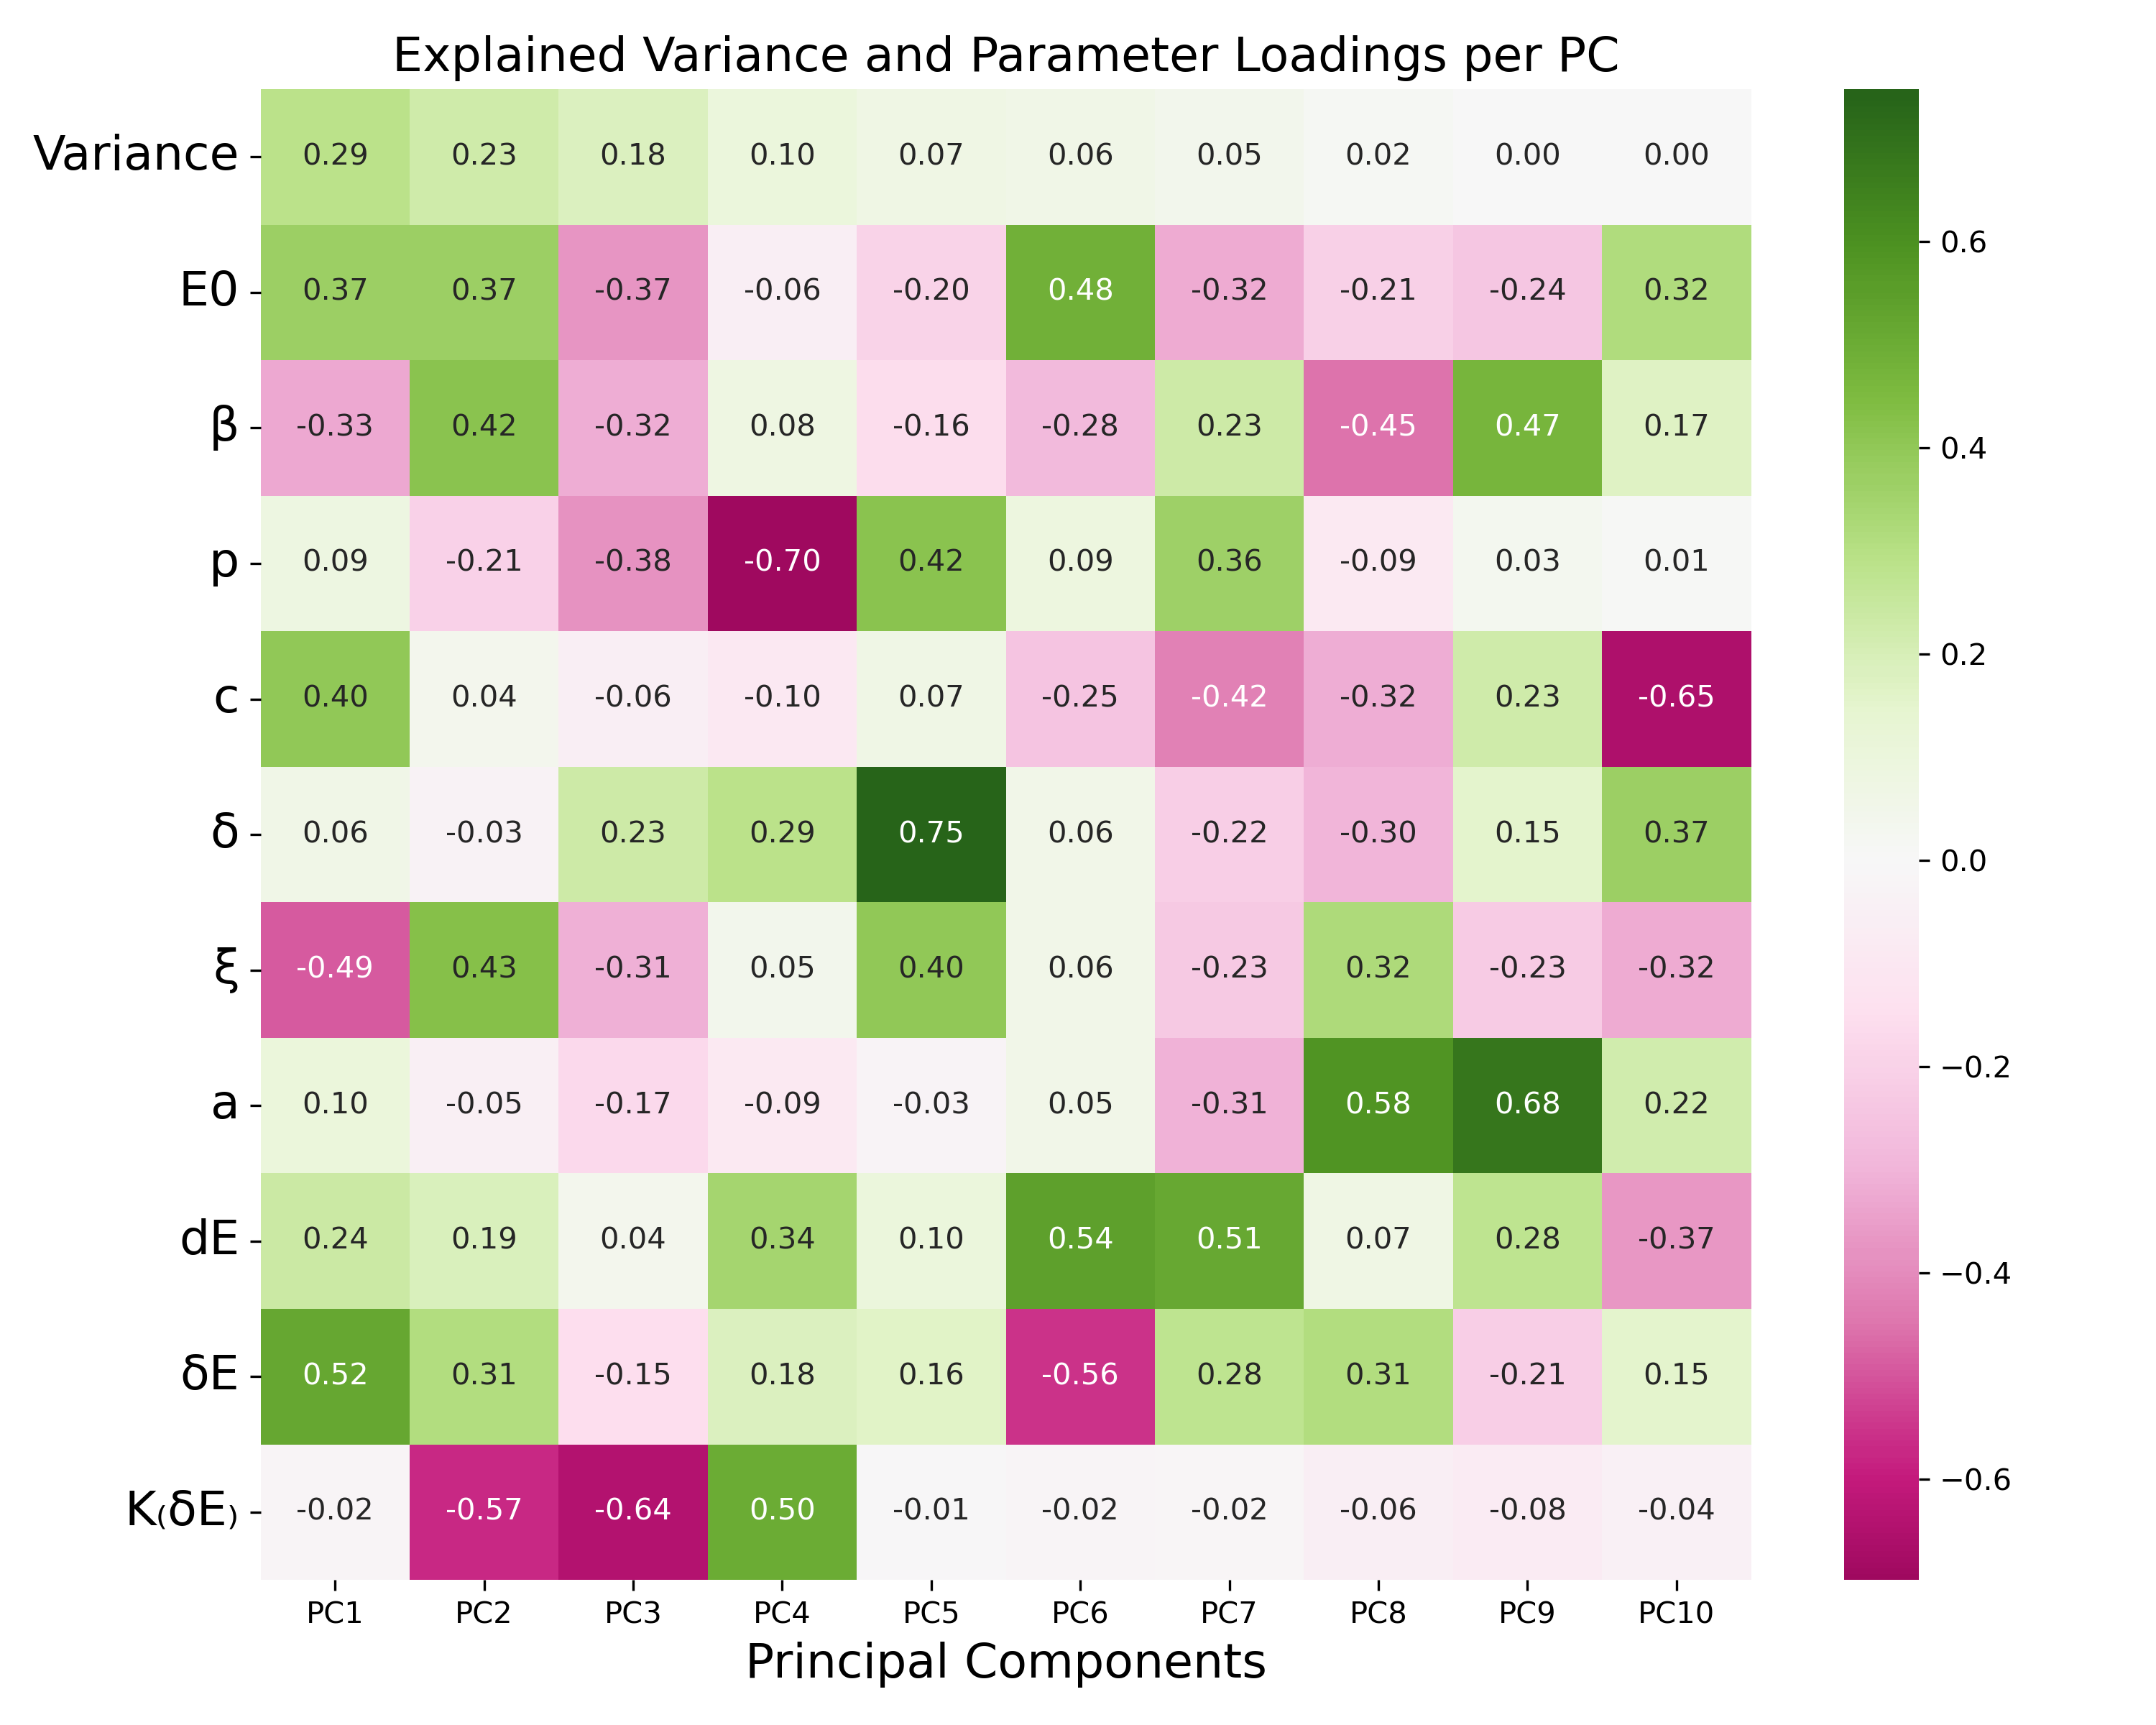 Explained Variance and Parameter Loadings per PC
Variance 0.29 0.23 0.18 0.10 0.07 0.06 0.05 0.02 0.00 0.00
E0 0.37 0.37 -0.37 -0.06 -0.20 0.48 -0.32 -0.21 -0.24 0.32
β -0.33 0.42 -0.32 0.08 -0.16 -0.28 0.23 -0.45 0.47 0.17
p 0.09 -0.21 -0.38 -0.70 0.42 0.09 0.36 -0.09 0.03 0.01
c 0.40 0.04 -0.06 -0.10 0.07 -0.25 -0.42 -0.32 0.23 -0.65
δ 0.06 -0.03 0.23 0.29 0.75 0.06 -0.22 -0.30 0.15 0.37
ξ -0.49 0.43 -0.31 0.05 0.40 0.06 -0.23 0.32 -0.23 -0.32
a 0.10 -0.05 -0.17 -0.09 -0.03 0.05 -0.31 0.58 0.68 0.22
dE 0.24 0.19 0.04 0.34 0.10 0.54 0.51 0.07 0.28 -0.37
δE 0.52 0.31 -0.15 0.18 0.16 -0.56 0.28 0.31 -0.21 0.15
K₍δE₎ -0.02 -0.57 -0.64 0.50 -0.01 -0.02 -0.02 -0.06 -0.08 -0.04
PC1 PC2 PC3 PC4 PC5 PC6 PC7 PC8 PC9 PC10
Principal Components
0.6
0.4
0.2
0.0
−0.2
−0.4
−0.6